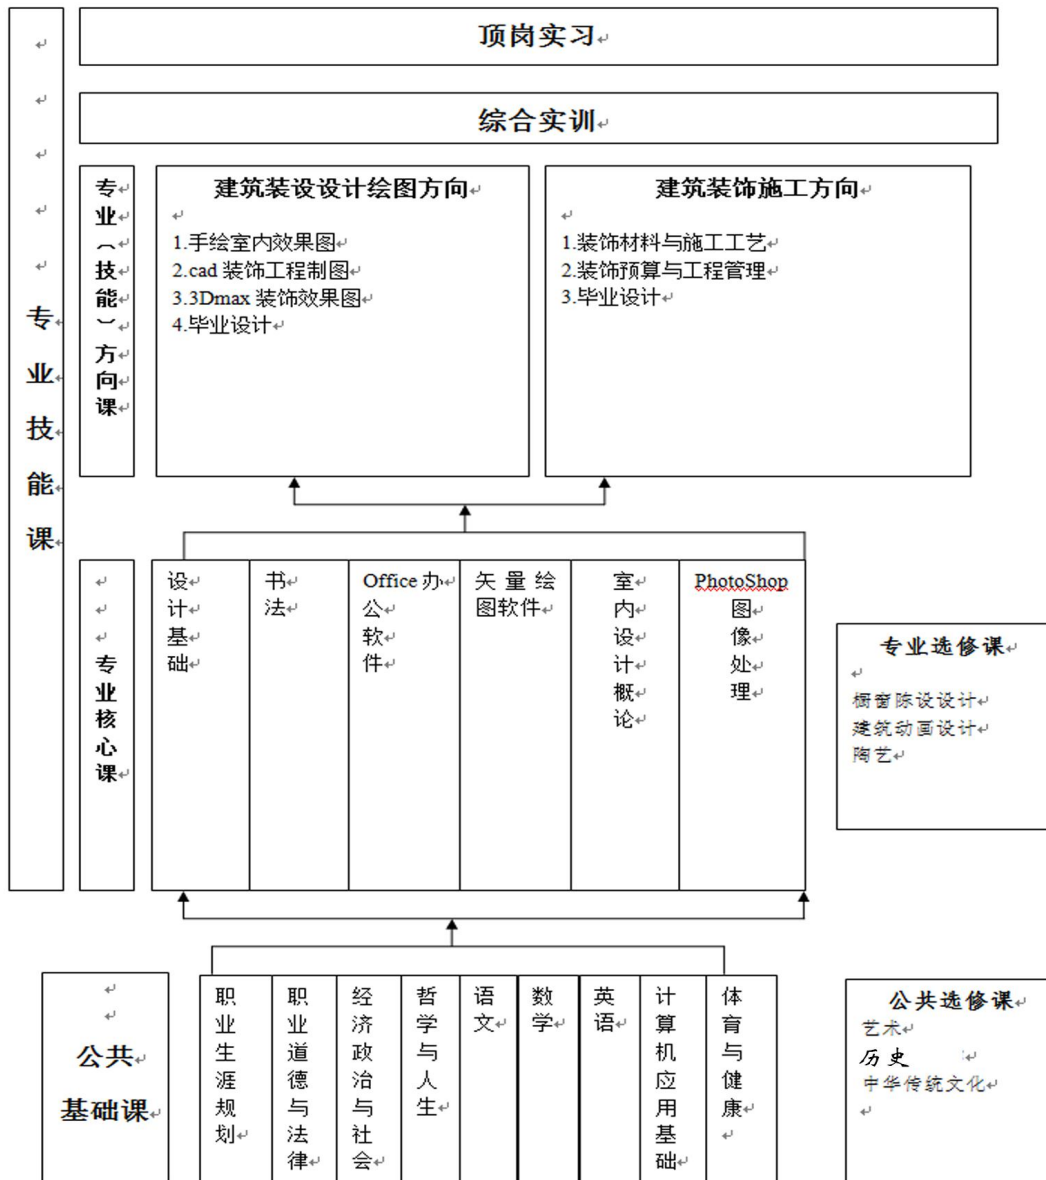 顶岗实习
综合实训
专业技能课
专业（技能）方向课
建筑装设设计绘图方向
1.手绘室内效果图
2.cad 装饰工程制图
3.3Dmax 装饰效果图
4.毕业设计
建筑装饰施工方向
1.装饰材料与施工工艺
2.装饰预算与工程管理
3.毕业设计
专业核心课
设计基础
书法
Office 办公软件
矢量绘图软件
室内设计概论
PhotoShop
图像处理
专业选修课
橱窗陈设设计
建筑动画设计
陶艺
公共
基础课
职业生涯规划
职业道德与法律
经济政治与社会
哲学与人生
语文
数学
英语
计算机应用基础
体育与健康
公共选修课
艺术
历史
中华传统文化